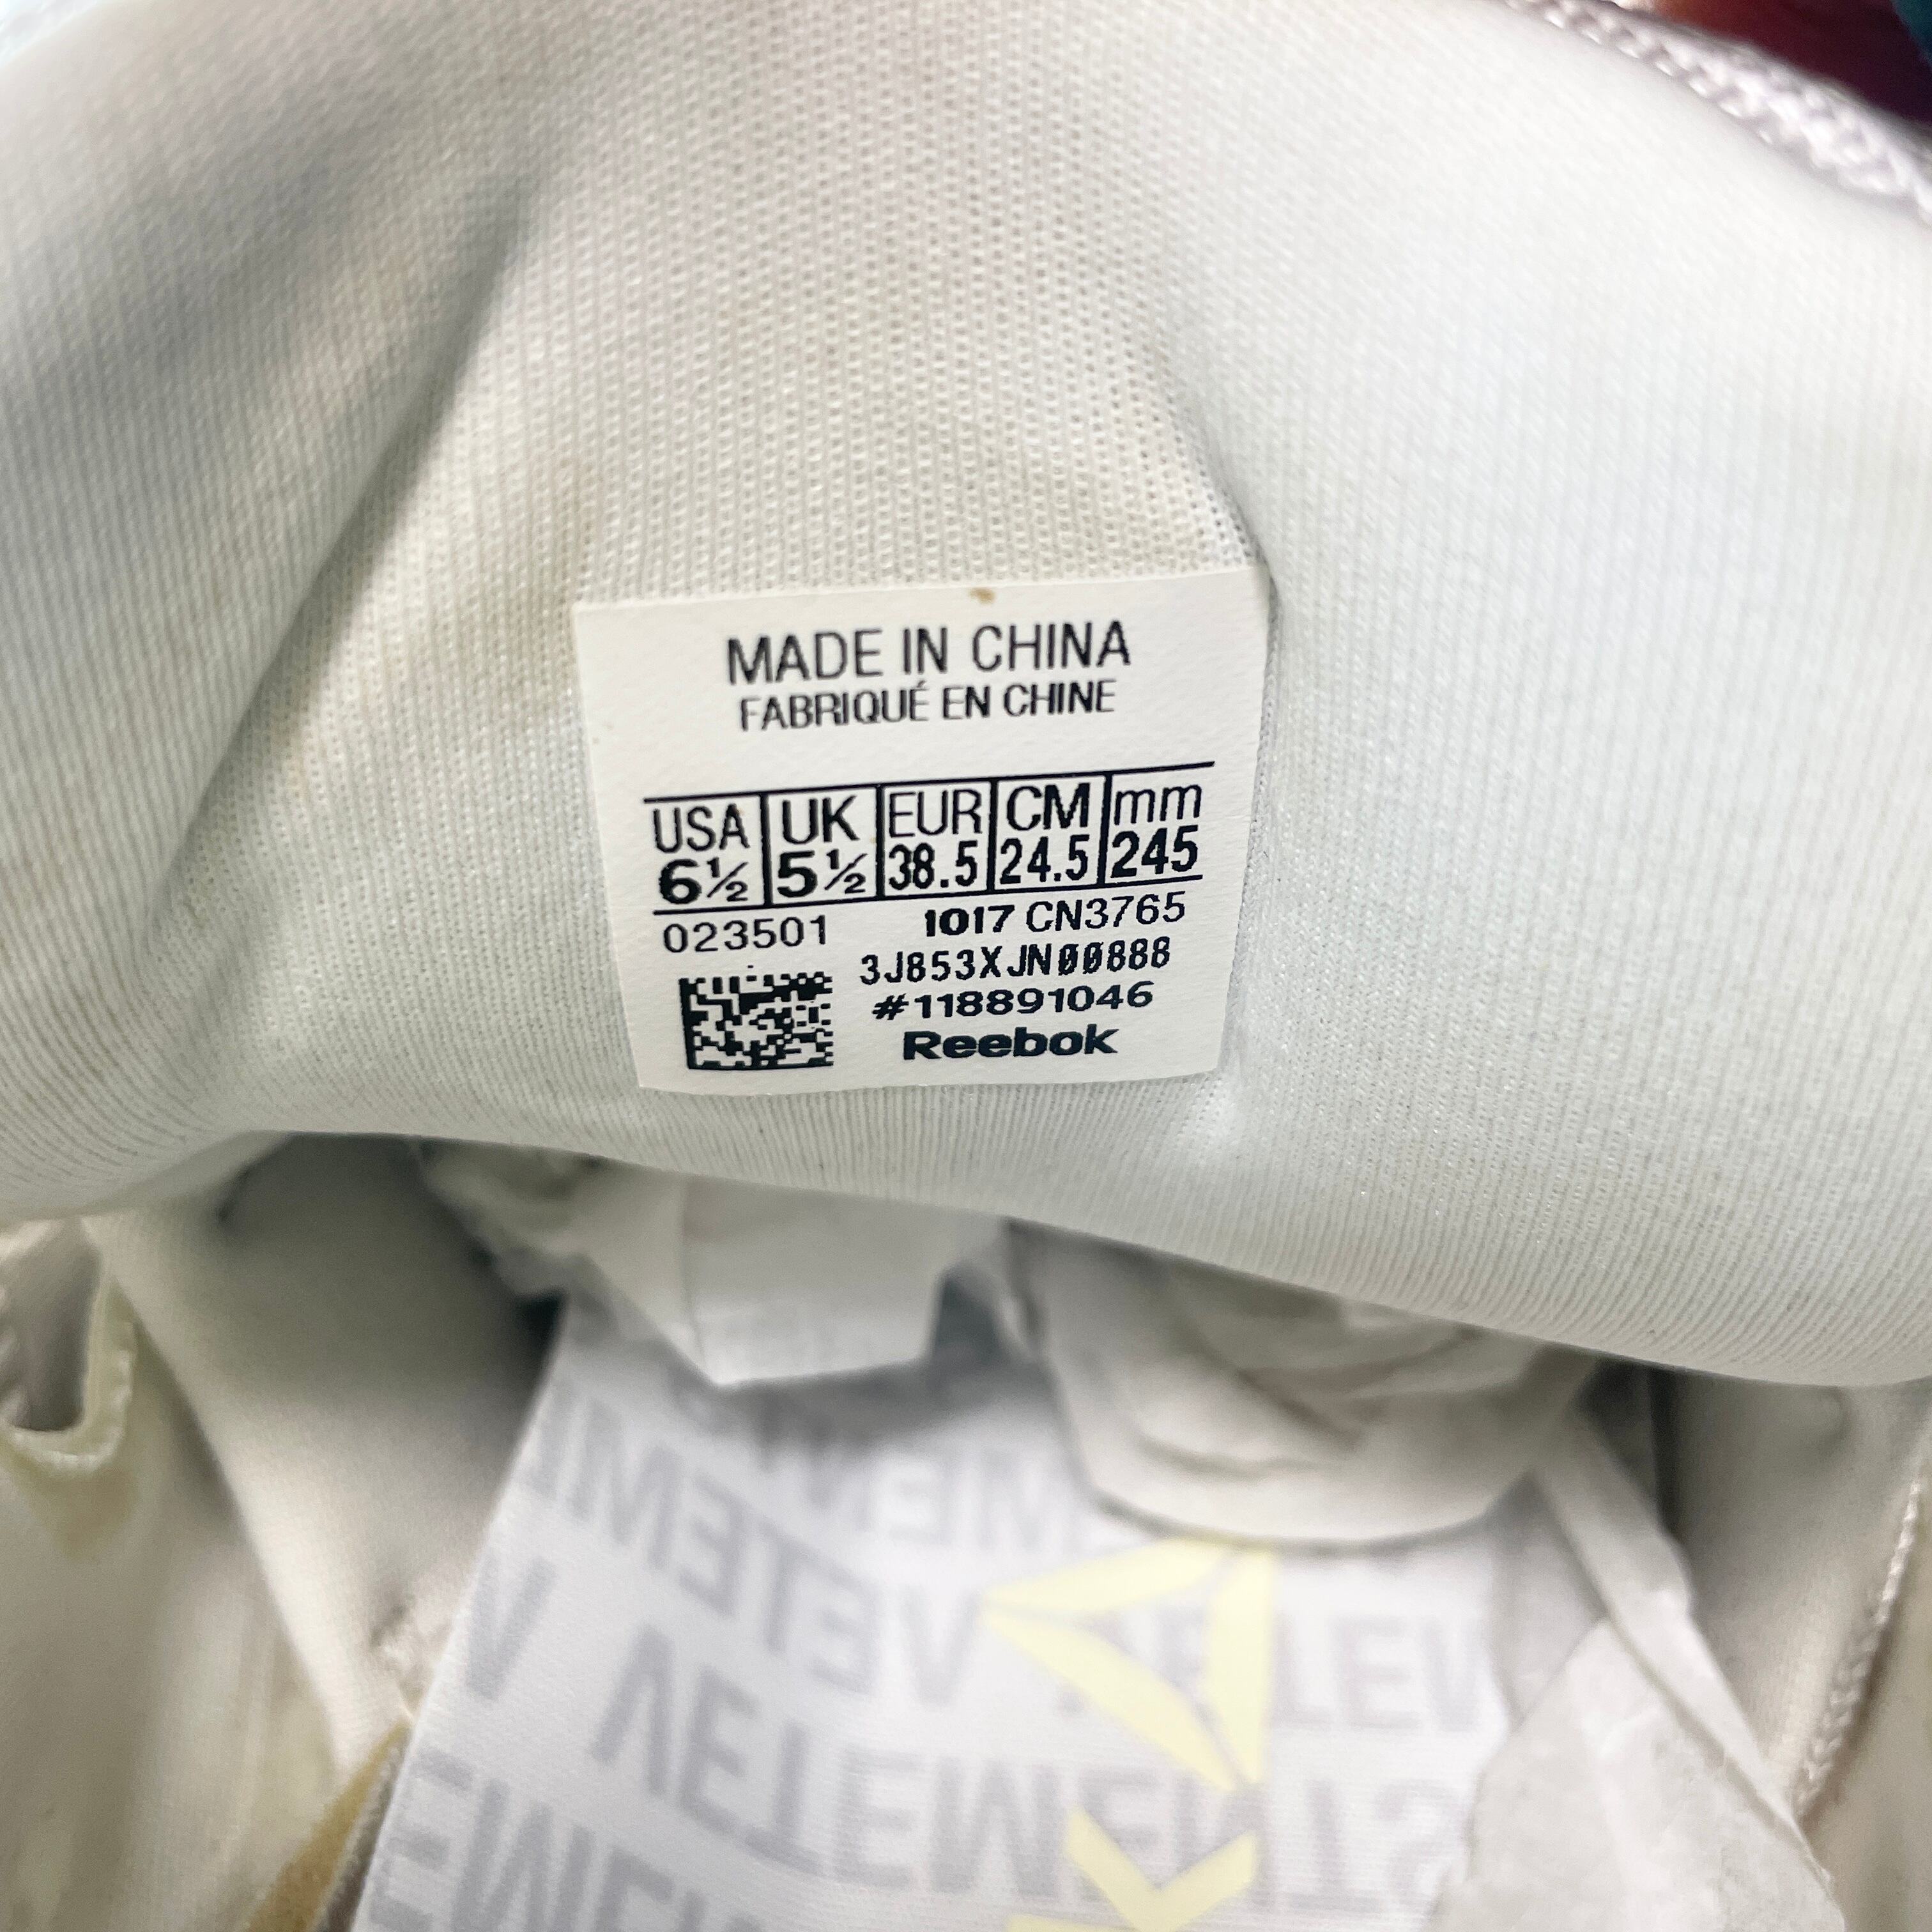 MADE IN CHINA
FABRIQUÉ EN CHINE
USA UK EUR CM mm
6½ 5½ 38.5 24.5 245
023501 1017 CN3765
3J853XJN00888
#118891046
Reebok
VETEMENTS